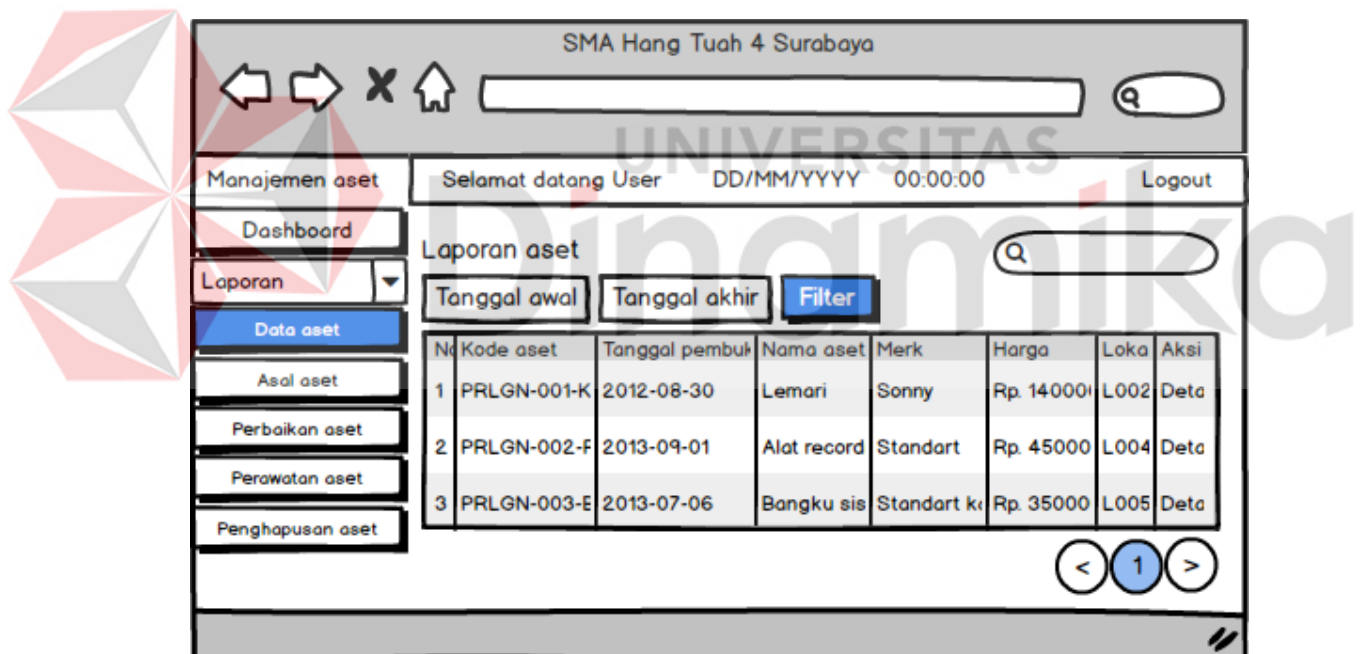 SMA Hang Tuah 4 Surabaya
UNIVERSITAS
Dinamika
Manajemen aset
Selamat datang User DD/MM/YYYY 00:00:00 Logout
Dashboard
Laporan
Data aset
Asal aset
Perbaikan aset
Perawatan aset
Penghapusan aset
Laporan aset
Tanggal awal Tanggal akhir Filter
No Kode aset Tanggal pembuk Nama aset Merk Harga Loka Aksi
1 PRLGN-001-K 2012-08-30 Lemari Sonny Rp. 14000 L002 Deta
2 PRLGN-002- 2013-09-01 Alat record Standart Rp. 45000 L004 Deta
3 PRLGN-003-E 2013-07-06 Bangku sis Standart ka Rp. 35000 L005 Deta
< 1 >